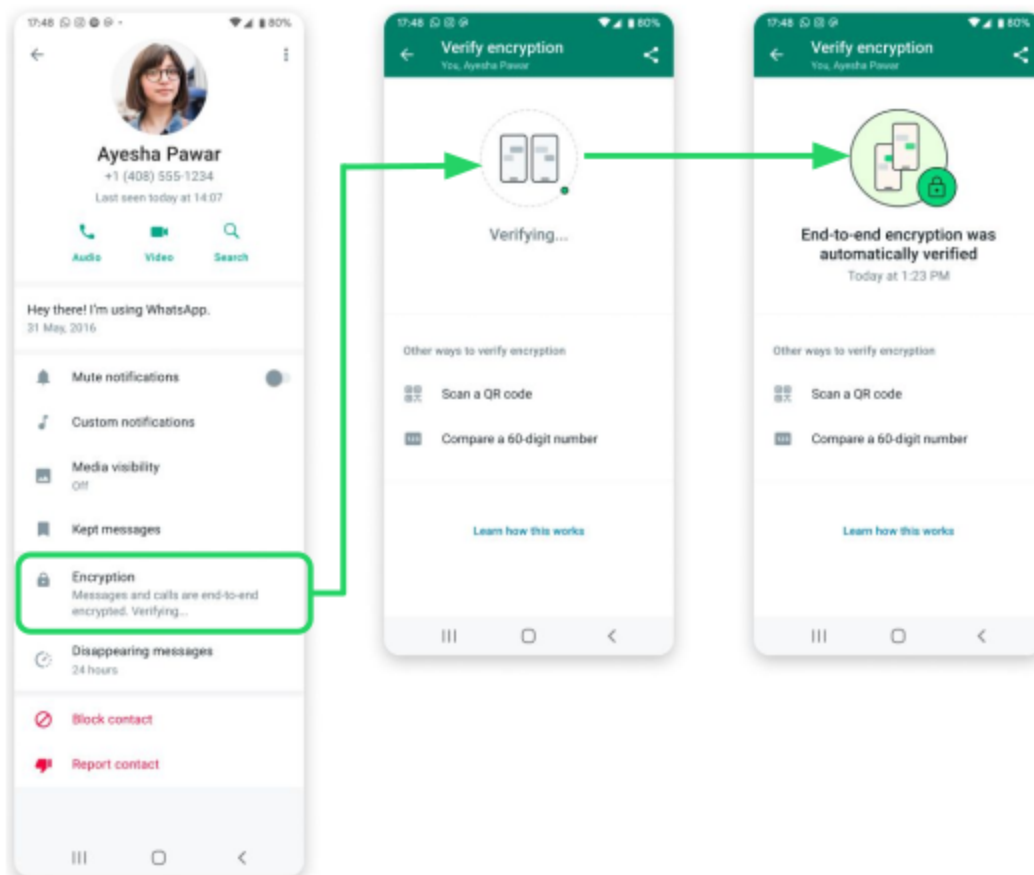 17:48
80%
Ayesha Pawar
+1 (408) 555-1234
Last seen today at 14:07
Audio Video Search
Hey there! I'm using WhatsApp.
31 May, 2016
Mute notifications
Custom notifications
Media visibility
Off
Kept messages
Encryption
Messages and calls are end-to-end
encrypted. Verifying...
Disappearing messages
24 hours
Block contact
Report contact
17:48
80%
Verify encryption
You, Ayesha Pawar
Verifying...
Other ways to verify encryption
Scan a QR code
Compare a 60-digit number
Learn how this works
17:48
80%
Verify encryption
You, Ayesha Pawar
End-to-end encryption was
automatically verified
Today at 1:23 PM
Other ways to verify encryption
Scan a QR code
Compare a 60-digit number
Learn how this works